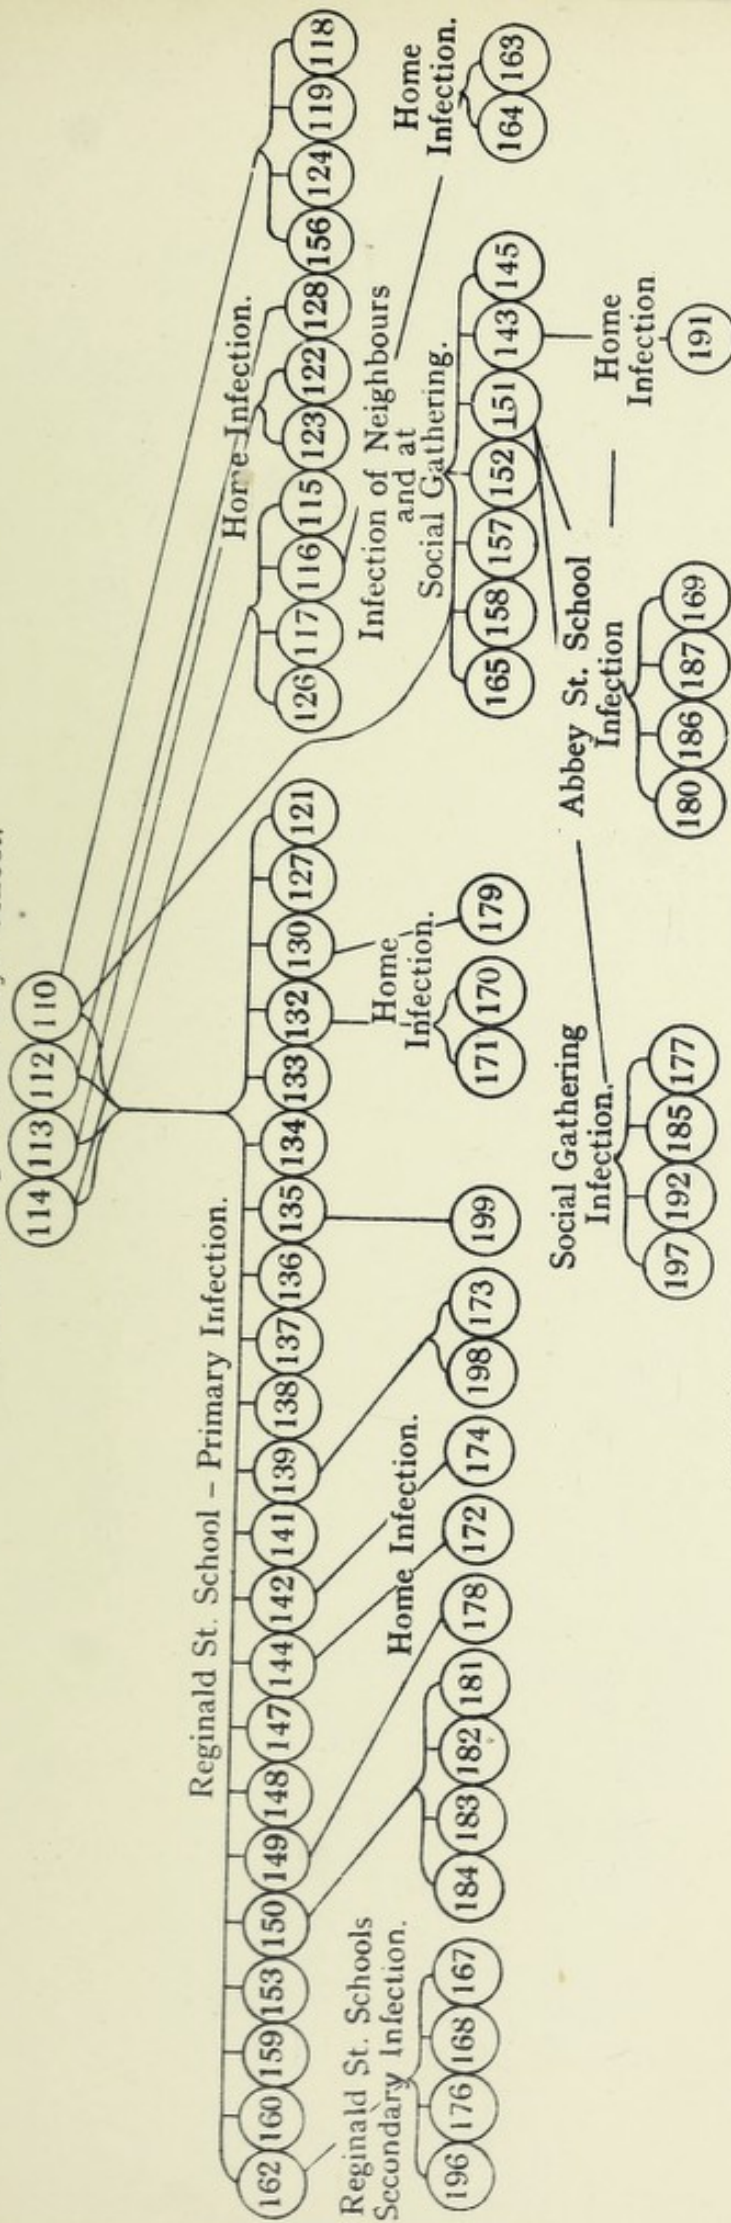 114 113 112 110
Reginald St. School – Primary Infection.
162 160 159 153 150 149 148 147 144 142 141 139 138 137 136 135 134 133 132 130 127 121
126 117 116 115 123 122 128 156 124 119 118
Home Infection.
Reginald St. Schools
Secondary Infection.
196 176 168 167
184 183 182 181 178 172 174 198 173 199
Home Infection.
Home
Infection.
171 170 179
Infection of Neighbours
and at
Social Gathering.
165 158 157 152 151 143 145
Home
Infection.
164 163
Social Gathering
Infection.
197 192 185 177
Abbey St. School
Infection
180 186 187 169
Home
Infection
191